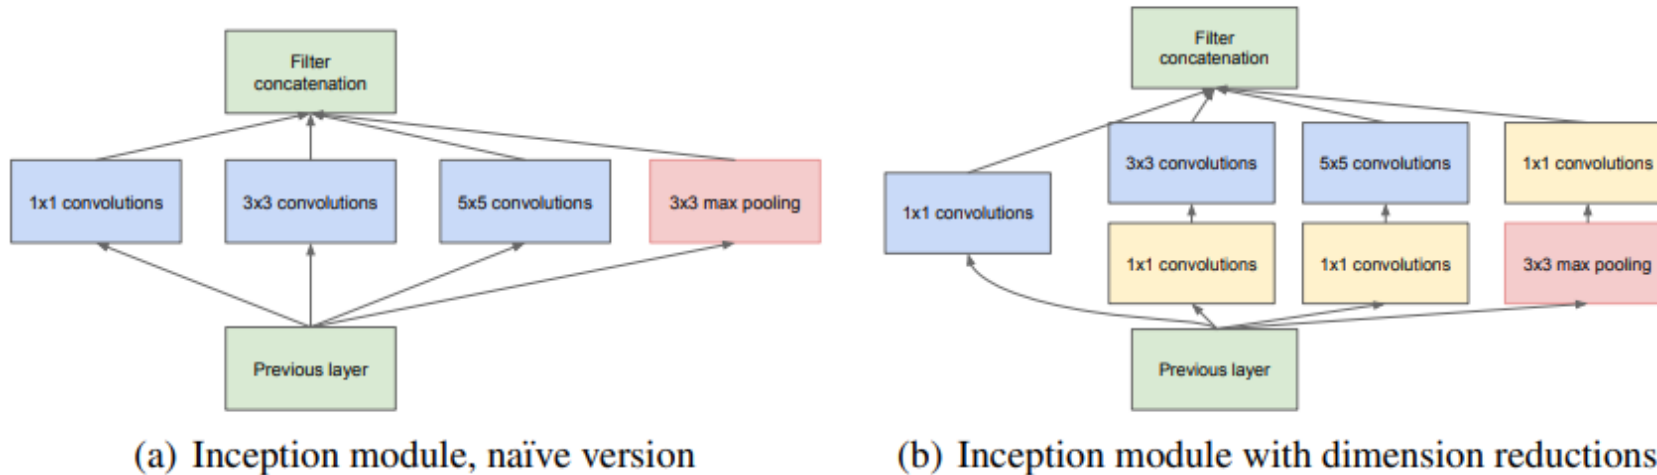 Filter
concatenation
1x1 convolutions
3x3 convolutions
5x5 convolutions
3x3 max pooling
Previous layer
(a) Inception module, naïve version
Filter
concatenation
3x3 convolutions
5x5 convolutions
1x1 convolutions
1x1 convolutions
1x1 convolutions
1x1 convolutions
3x3 max pooling
Previous layer
(b) Inception module with dimension reductions